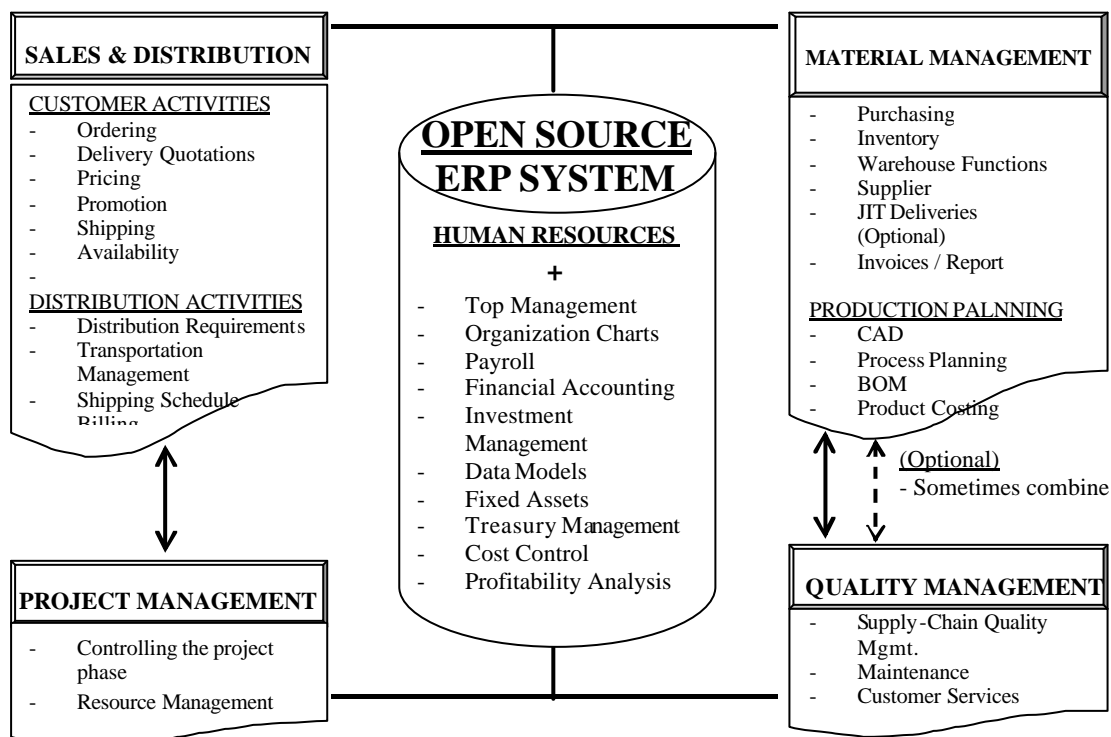 SALES & DISTRIBUTION
CUSTOMER ACTIVITIES
- Ordering
- Delivery Quotations
- Pricing
- Promotion
- Shipping
- Availability
-
DISTRIBUTION ACTIVITIES
- Distribution Requirements
- Transportation
Management
- Shipping Schedule
Billing
PROJECT MANAGEMENT
- Controlling the project
phase
- Resource Management
OPEN SOURCE
ERP SYSTEM
HUMAN RESOURCES
+
- Top Management
- Organization Charts
- Payroll
- Financial Accounting
- Investment
Management
- Data Models
- Fixed Assets
- Treasury Management
- Cost Control
- Profitability Analysis
MATERIAL MANAGEMENT
- Purchasing
- Inventory
- Warehouse Functions
- Supplier
- JIT Deliveries
(Optional)
- Invoices / Report
PRODUCTION PALNNING
- CAD
- Process Planning
- BOM
- Product Costing
(Optional)
- Sometimes combine
QUALITY MANAGEMENT
- Supply-Chain Quality
Mgmt.
- Maintenance
- Customer Services